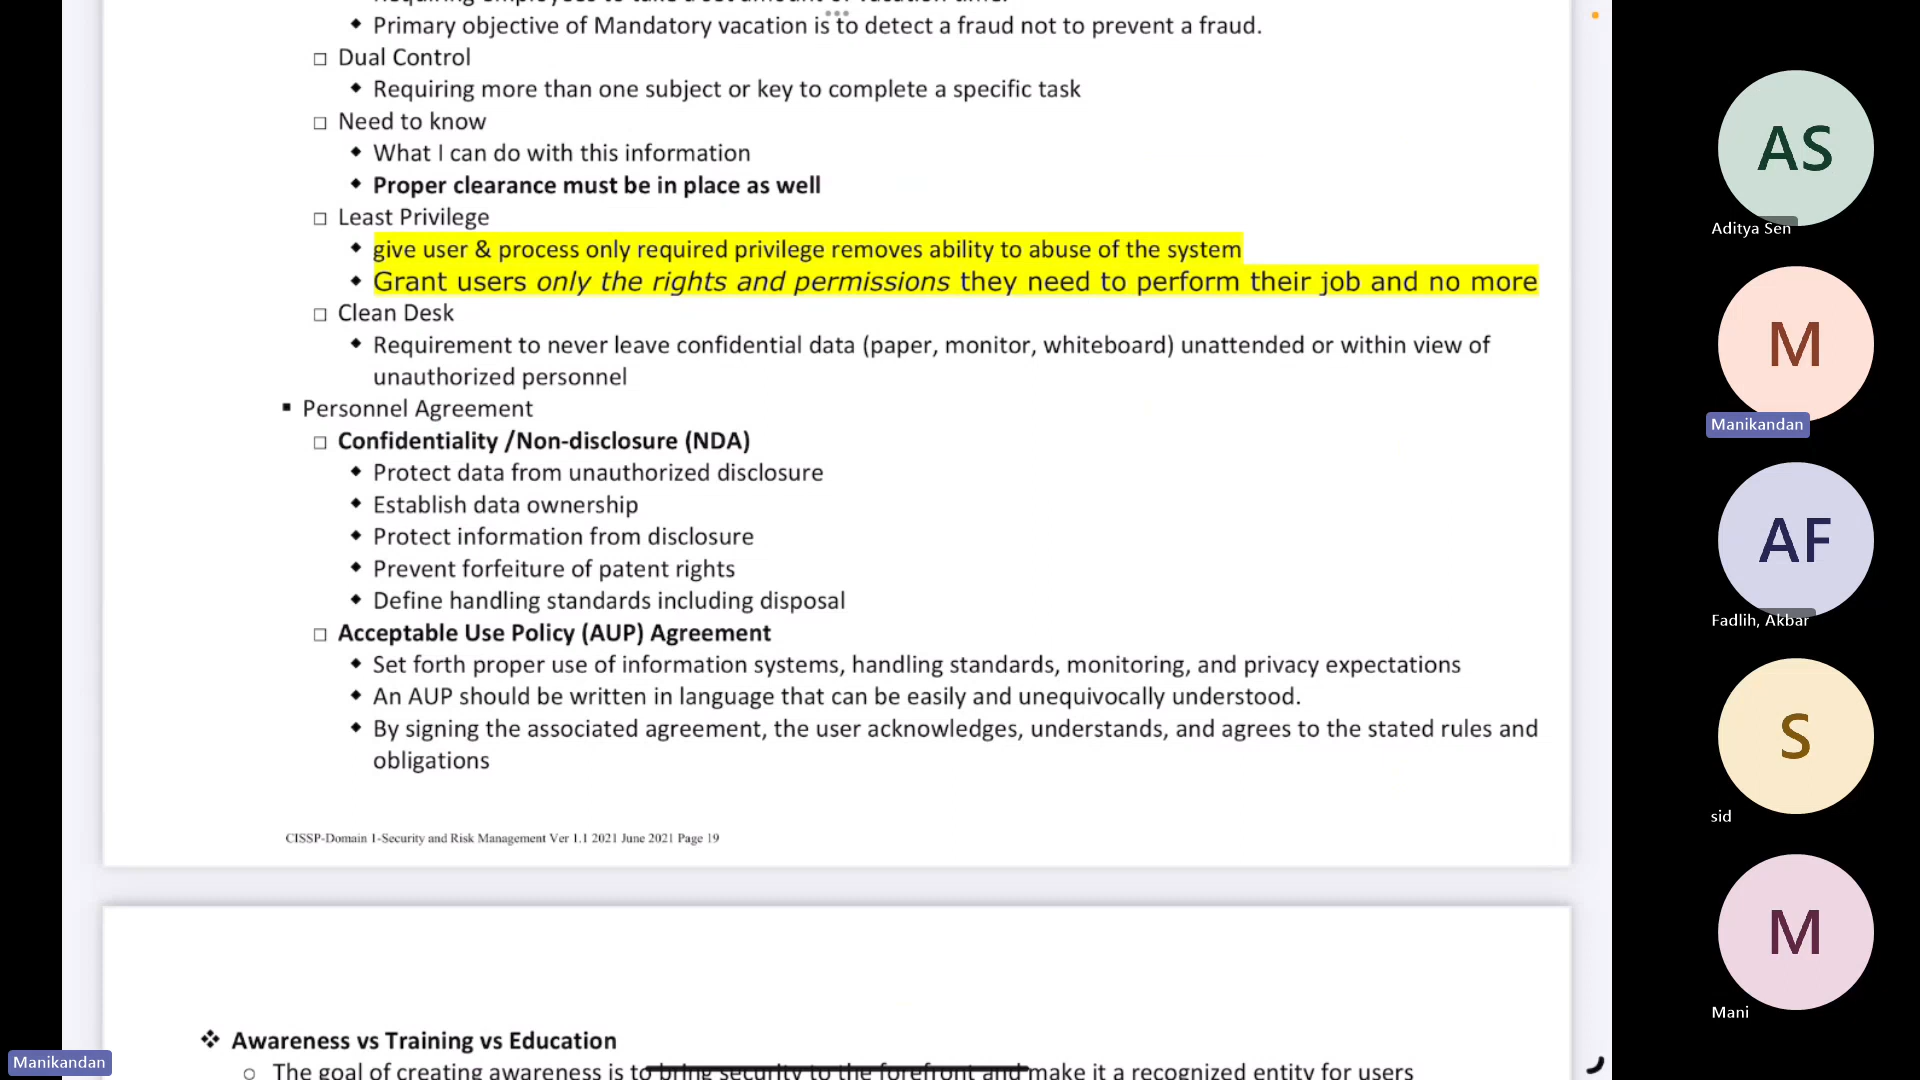 Requiring employees to take a set amount of vacation time.
◆ Primary objective of Mandatory vacation is to detect a fraud not to prevent a fraud.
□ Dual Control
◆ Requiring more than one subject or key to complete a specific task
□ Need to know
◆ What I can do with this information
◆ Proper clearance must be in place as well
□ Least Privilege
◆ give user & process only required privilege removes ability to abuse of the system
◆ Grant users only the rights and permissions they need to perform their job and no more
□ Clean Desk
◆ Requirement to never leave confidential data (paper, monitor, whiteboard) unattended or within view of
unauthorized personnel
▪ Personnel Agreement
□ Confidentiality /Non-disclosure (NDA)
◆ Protect data from unauthorized disclosure
◆ Establish data ownership
◆ Protect information from disclosure
◆ Prevent forfeiture of patent rights
◆ Define handling standards including disposal
□ Acceptable Use Policy (AUP) Agreement
◆ Set forth proper use of information systems, handling standards, monitoring, and privacy expectations
◆ An AUP should be written in language that can be easily and unequivocally understood.
◆ By signing the associated agreement, the user acknowledges, understands, and agrees to the stated rules and
obligations
CISSP-Domain 1-Security and Risk Management Ver 1.1 2021 June 2021 Page 19
❖ Awareness vs Training vs Education
○ The goal of creating awareness is to bring security to the forefront and make it a recognized entity for users
Manikandan
AS
Aditya Sen
M
Manikandan
AF
Fadlih, Akbar
S
sid
M
Mani